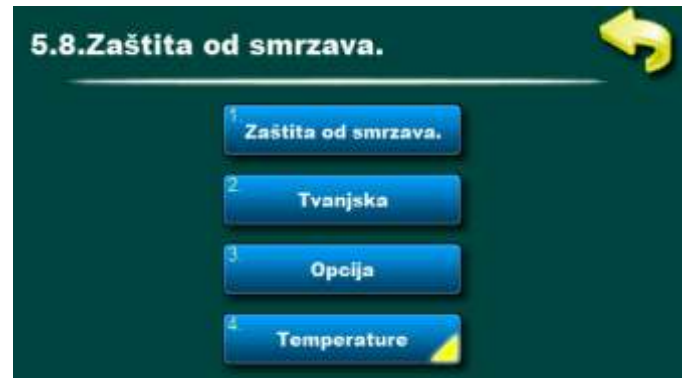 5.8.Zaštita od smrzava.
1.
Zaštita od smrzava.
2.
Tvanjska
3.
Opcija
4.
Temperature